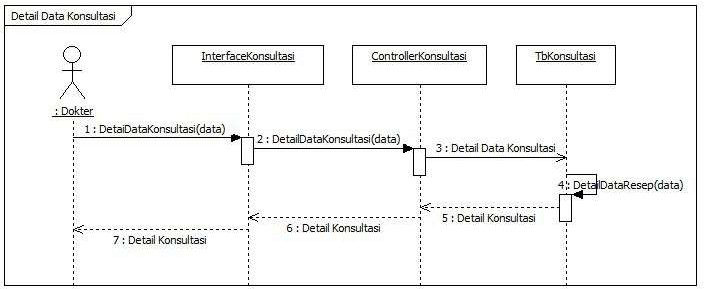 Detail Data Konsultasi
InterfaceKonsultasi
ControllerKonsultasi
TbKonsultasi
: Dokter
1 : DetaiDataKonsultasi(data)
2 : DetailDataKonsultasi(data)
3 : Detail Data Konsultasi
4 : DetailDataResep(data)
5 : Detail Konsultasi
6 : Detail Konsultasi
7 : Detail Konsultasi